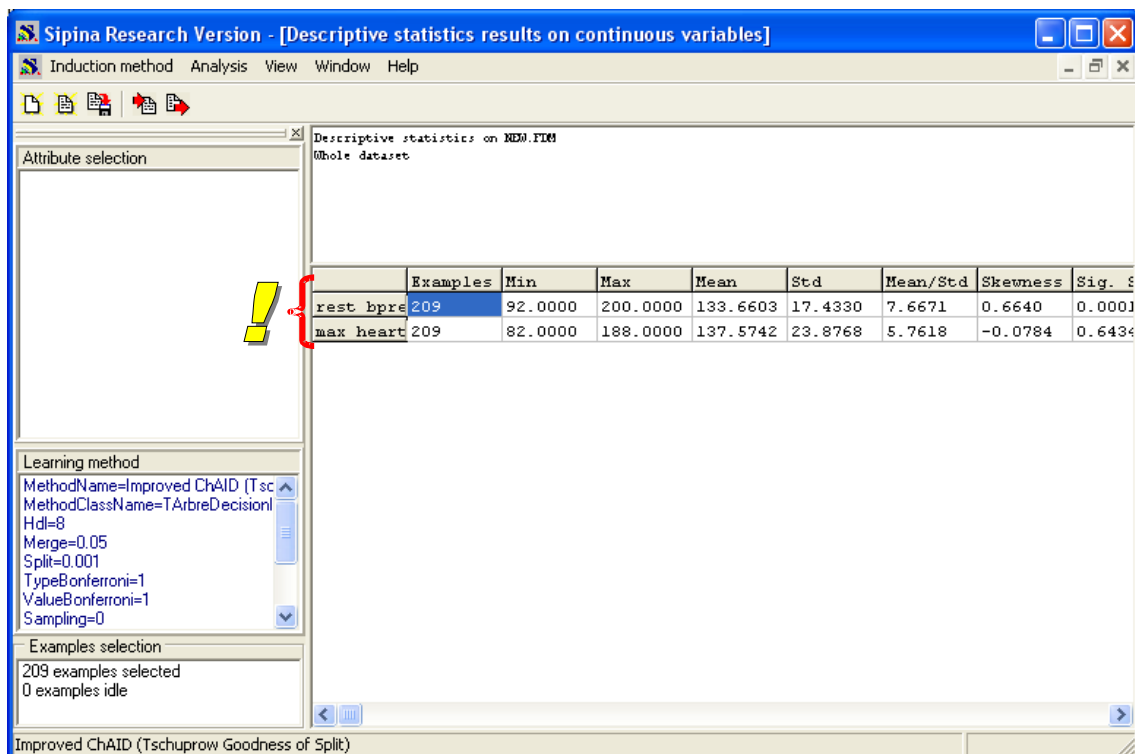 Sipina Research Version - [Descriptive statistics results on continuous variables]
Induction method Analysis View Window Help
Attribute selection
Descriptive statistics on NEW.FDM
Whole dataset
Examples Min Max Mean Std Mean/Std Skewness Sig. S
rest bpre 209 92.0000 200.0000 133.6603 17.4330 7.6671 0.6640 0.0001
max heart 209 82.0000 188.0000 137.5742 23.8768 5.7618 -0.0784 0.6434
!
Learning method
MethodName=Improved ChAID (Tsc
MethodClassName=TArbreDecisionI
Hdl=8
Merge=0.05
Split=0.001
TypeBonferroni=1
ValueBonferroni=1
Sampling=0
Examples selection
209 examples selected
0 examples idle
Improved ChAID (Tschuprow Goodness of Split)